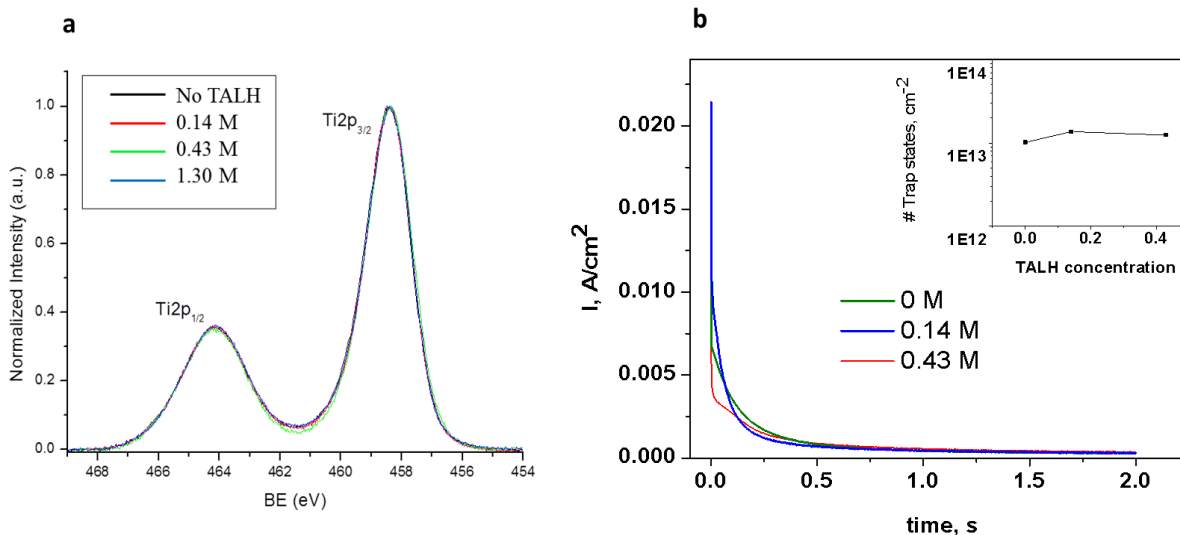 a
No TALH
0.14 M
0.43 M
1.30 M
Ti2p3/2
Ti2p1/2
Normalized Intensity (a.u.)
1.0
0.8
0.6
0.4
0.2
0.0
468 466 464 462 460 458 456 454
BE (eV)
b
I, A/cm²
0.020
0.015
0.010
0.005
0.000
0.0 0.5 1.0 1.5 2.0
time, s
0 M
0.14 M
0.43 M
# Trap states, cm⁻²
1E14
1E13
1E12
0.0 0.2 0.4
TALH concentration